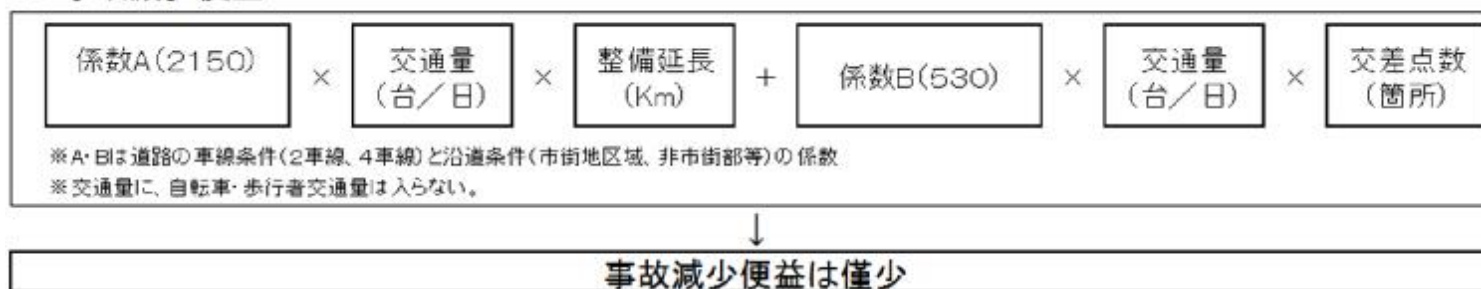 係数A(2150) × 交通量 (台/日) × 整備延長 (Km) + 係数B(530) × 交通量 (台/日) × 交差点数 (箇所)
※A・Bは道路の車線条件(2車線、4車線)と沿道条件(市街地区域、非市街部等)の係数
※交通量に、自転車・歩行者交通量は入らない。
↓
事故減少便益は僅少